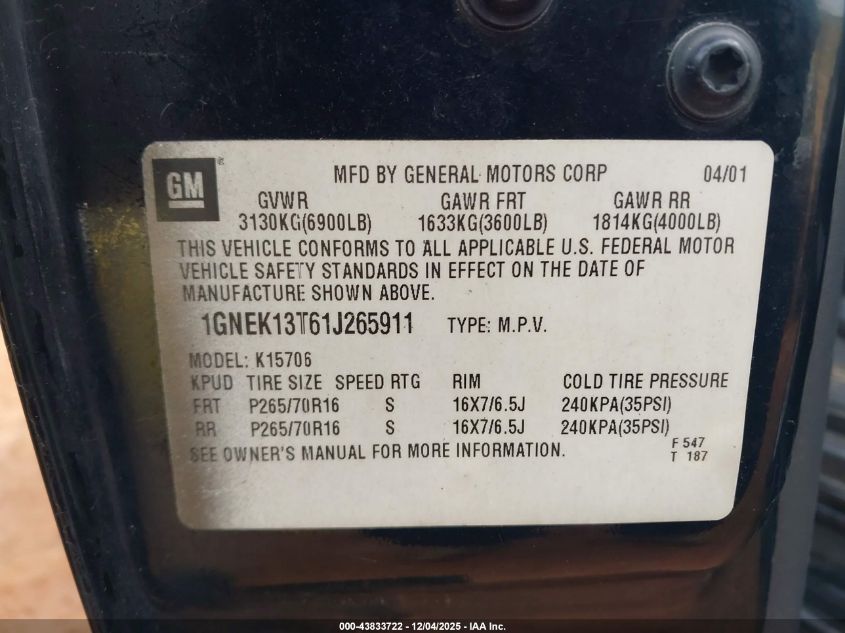 GM
MFD BY GENERAL MOTORS CORP 04/01
GVWR GAWR FRT GAWR RR
3130KG(6900LB) 1633KG(3600LB) 1814KG(4000LB)
THIS VEHICLE CONFORMS TO ALL APPLICABLE U.S. FEDERAL MOTOR
VEHICLE SAFETY STANDARDS IN EFFECT ON THE DATE OF
MANUFACTURE SHOWN ABOVE.
1GNEK13T61J265911 TYPE: M.P.V.
MODEL: K15706
KPUD TIRE SIZE SPEED RTG RIM COLD TIRE PRESSURE
FRT P265/70R16 S 16X7/6.5J 240KPA(35PSI)
RR P265/70R16 S 16X7/6.5J 240KPA(35PSI)
SEE OWNER'S MANUAL FOR MORE INFORMATION.
F 547
T 187
000-43833722 - 12/04/2025 - IAA Inc.